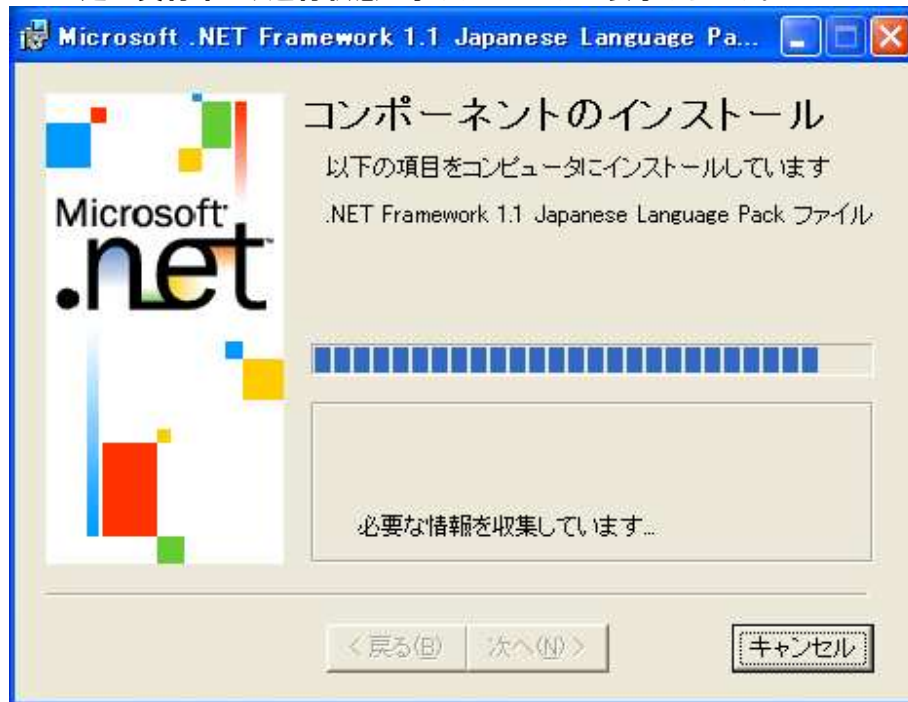 Microsoft .NET Framework 1.1 Japanese Language Pa...
コンポーネントのインストール
以下の項目をコンピュータにインストールしています
.NET Framework 1.1 Japanese Language Pack ファイル
Microsoft
.net
必要な情報を収集しています...
< 戻る(B)
次へ(N) >
キャンセル